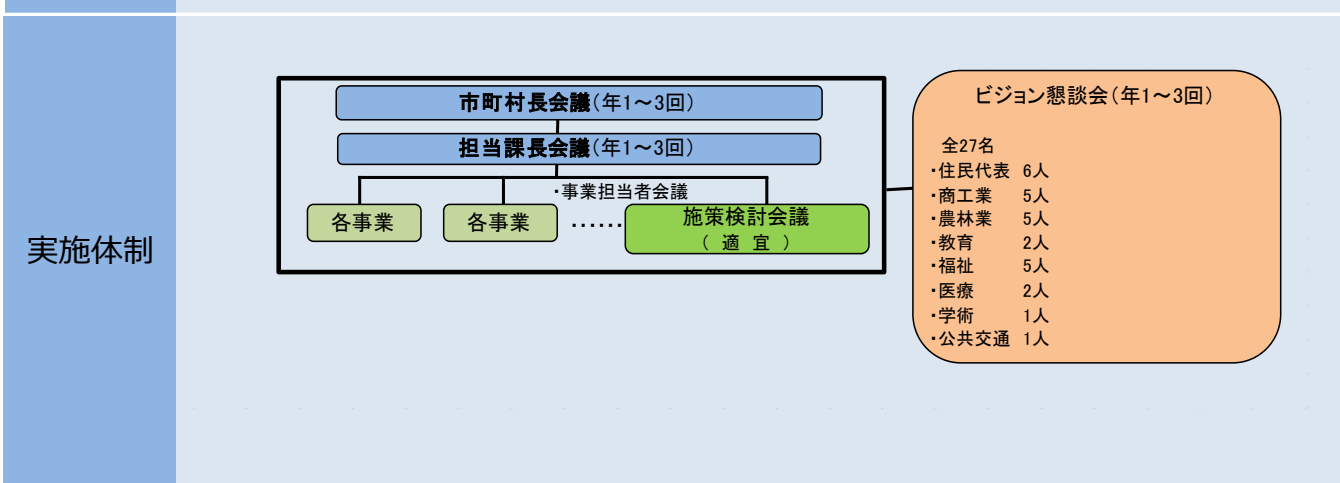 実施体制
市町村長会議(年1～3回)
担当課長会議(年1～3回)
・事業担当者会議
各事業
各事業
……
施策検討会議
(適宜)
ビジョン懇談会(年1～3回)
全27名
・住民代表 6人
・商工業 5人
・農林業 5人
・教育 2人
・福祉 5人
・医療 2人
・学術 1人
・公共交通 1人